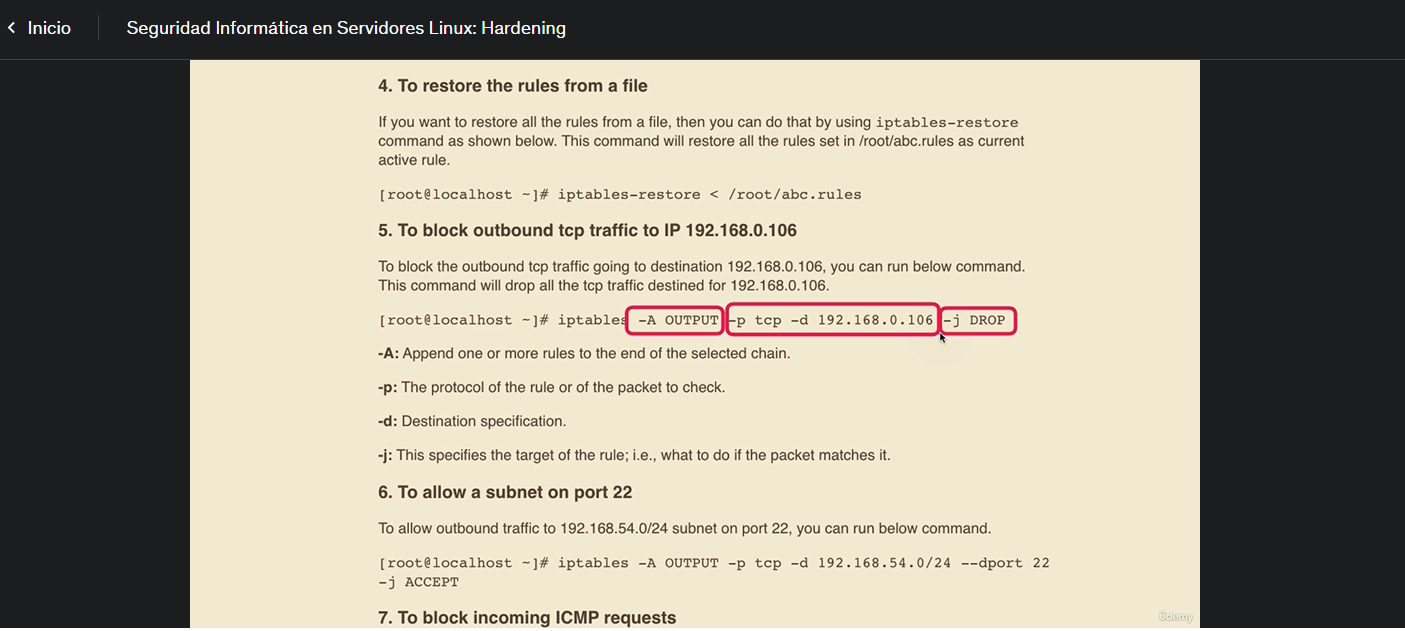 Inicio
Seguridad Informática en Servidores Linux: Hardening
4. To restore the rules from a file
If you want to restore all the rules from a file, then you can do that by using iptables-restore
command as shown below. This command will restore all the rules set in /root/abc.rules as current
active rule.
[root@localhost ~]# iptables-restore < /root/abc.rules
5. To block outbound tcp traffic to IP 192.168.0.106
To block the outbound tcp traffic going to destination 192.168.0.106, you can run below command.
This command will drop all the tcp traffic destined for 192.168.0.106.
[root@localhost ~]# iptables -A OUTPUT -p tcp -d 192.168.0.106 -j DROP
-A: Append one or more rules to the end of the selected chain.
-p: The protocol of the rule or of the packet to check.
-d: Destination specification.
-j: This specifies the target of the rule; i.e., what to do if the packet matches it.
6. To allow a subnet on port 22
To allow outbound traffic to 192.168.54.0/24 subnet on port 22, you can run below command.
[root@localhost ~]# iptables -A OUTPUT -p tcp -d 192.168.54.0/24 --dport 22
-j ACCEPT
7. To block incoming ICMP requests
ûdemy